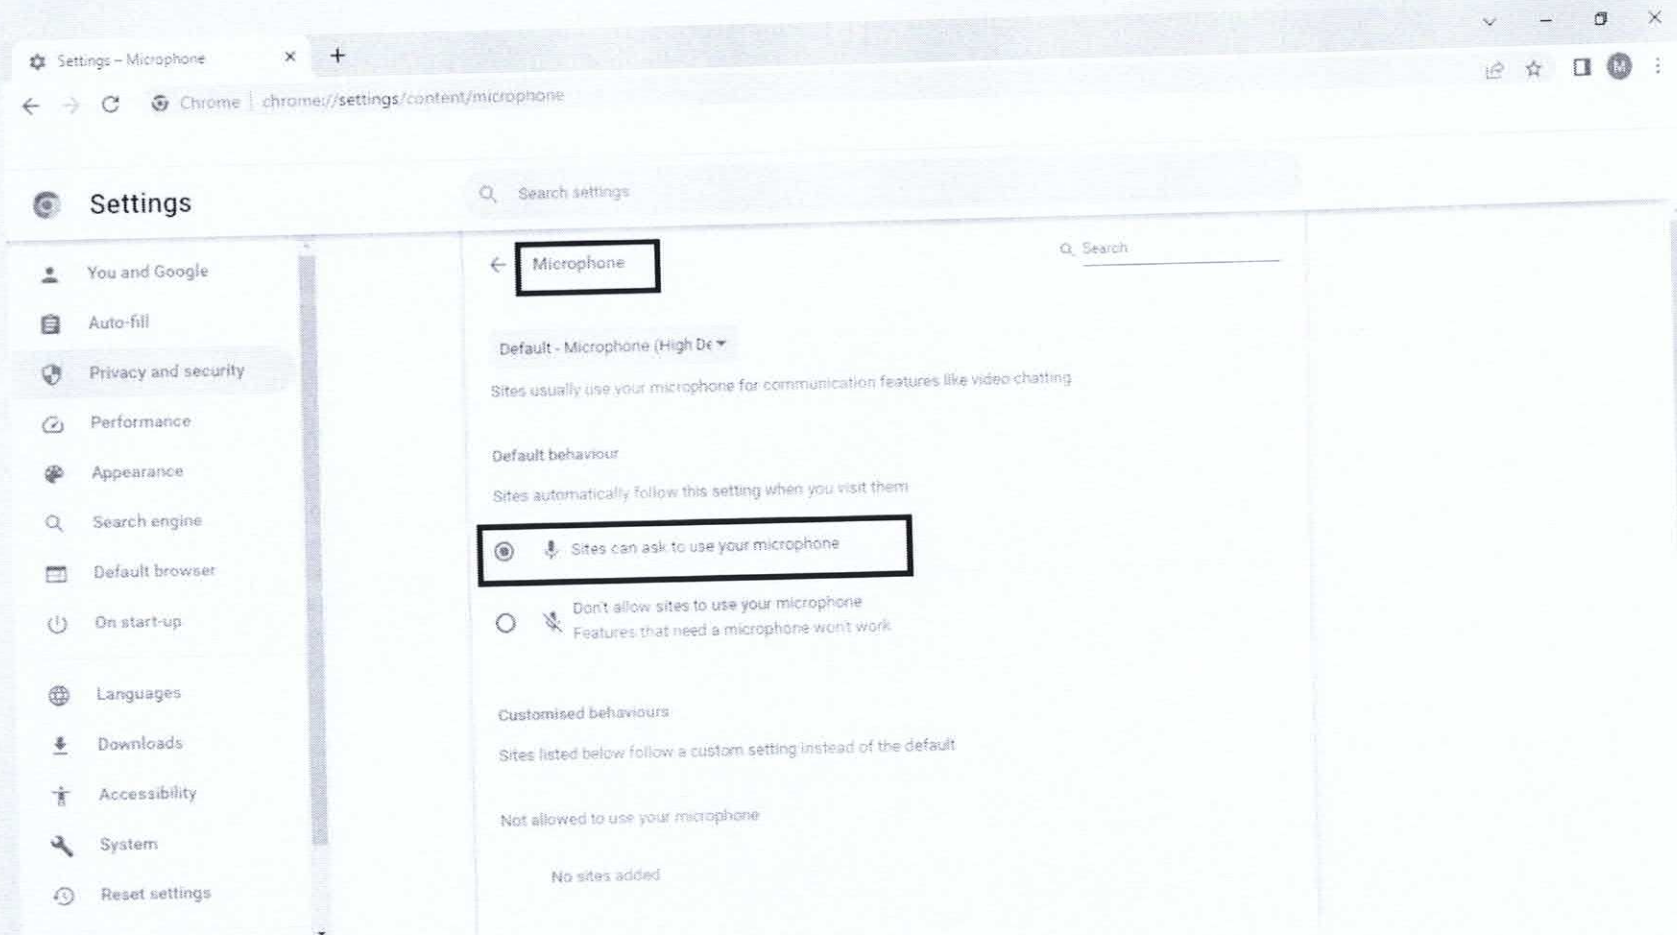 Settings – Microphone
Chrome | chrome://settings/content/microphone
M
Settings
Search settings
You and Google
Auto-fill
Privacy and security
Performance
Appearance
Search engine
Default browser
On start-up
Languages
Downloads
Accessibility
System
Reset settings
Microphone
Search
Default - Microphone (High De
Sites usually use your microphone for communication features like video chatting
Default behaviour
Sites automatically follow this setting when you visit them
Sites can ask to use your microphone
Don't allow sites to use your microphone
Features that need a microphone won't work
Customised behaviours
Sites listed below follow a custom setting instead of the default
Not allowed to use your microphone
No sites added